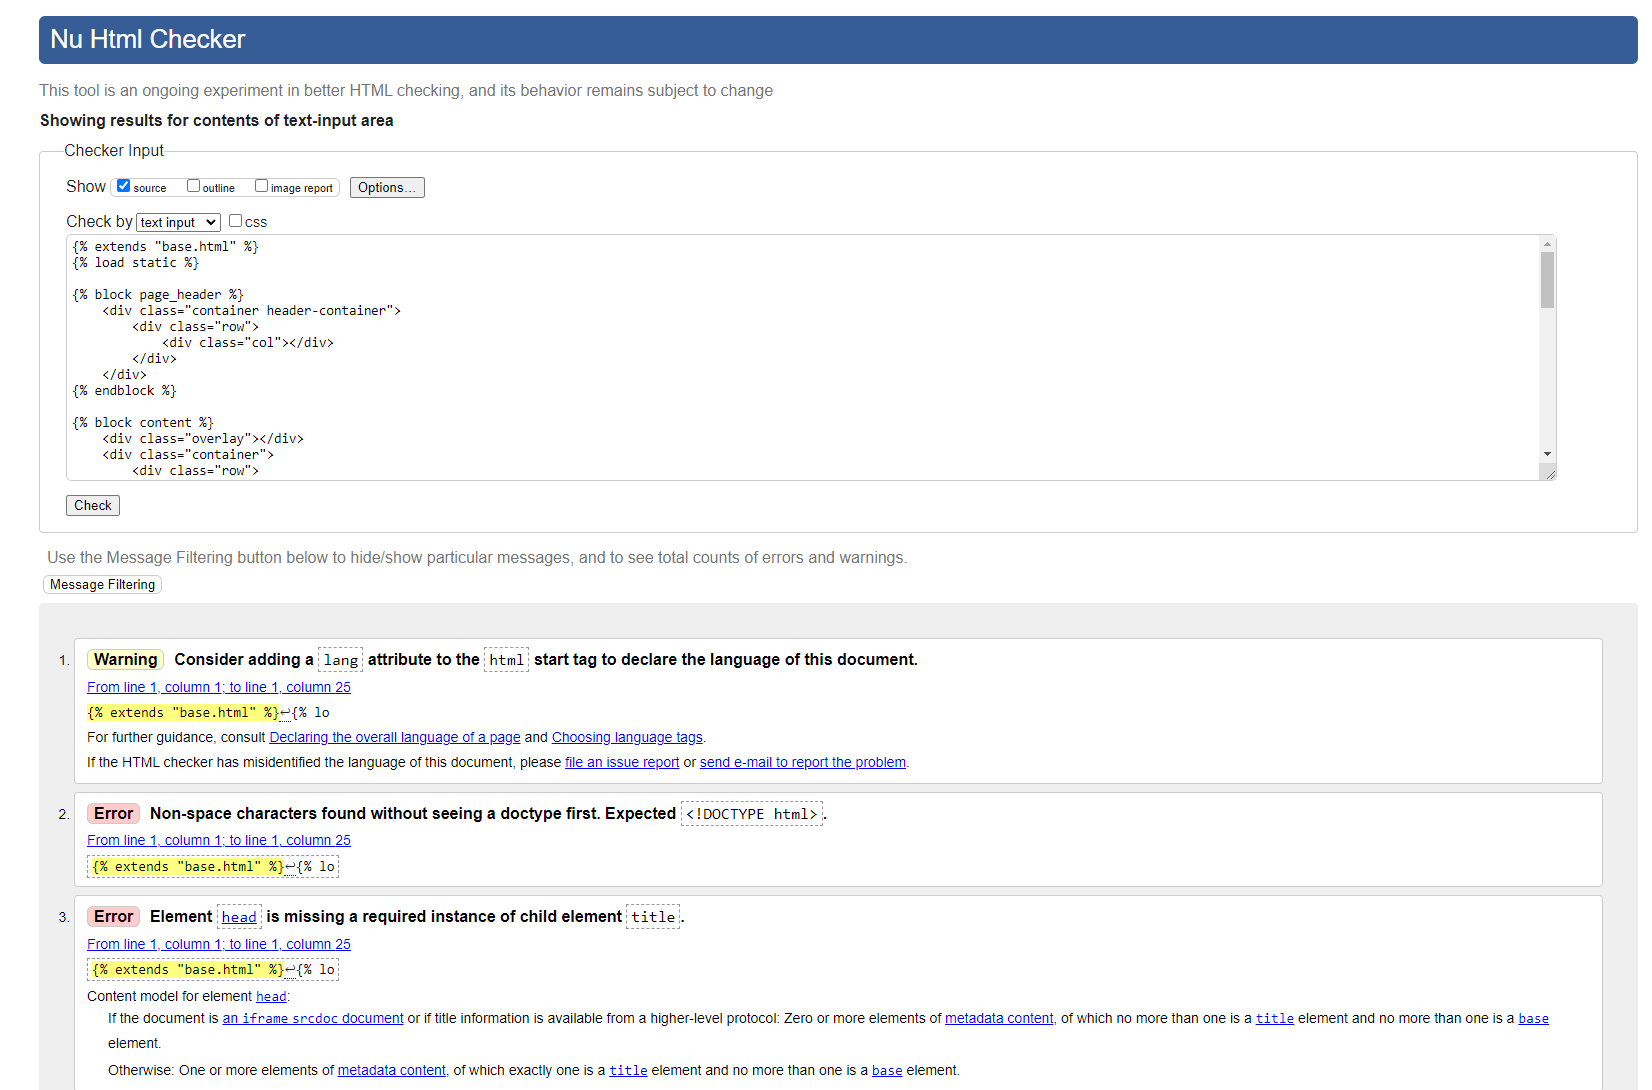 Nu Html Checker
This tool is an ongoing experiment in better HTML checking, and its behavior remains subject to change
Showing results for contents of text-input area
Checker Input
Show source outline image report Options...
Check by text input css
{% extends "base.html" %}
{% load static %}
{% block page_header %}
<div class="container header-container">
<div class="row">
<div class="col"></div>
</div>
</div>
{% endblock %}
{% block content %}
<div class="overlay"></div>
<div class="container">
<div class="row">
Check
Use the Message Filtering button below to hide/show particular messages, and to see total counts of errors and warnings.
Message Filtering
1. Warning Consider adding a lang attribute to the html start tag to declare the language of this document.
From line 1, column 1; to line 1, column 25
{% extends "base.html" %}↩{% lo
For further guidance, consult Declaring the overall language of a page and Choosing language tags.
If the HTML checker has misidentified the language of this document, please file an issue report or send e-mail to report the problem.
2. Error Non-space characters found without seeing a doctype first. Expected <!DOCTYPE html>.
From line 1, column 1; to line 1, column 25
{% extends "base.html" %}↩{% lo
3. Error Element head is missing a required instance of child element title.
From line 1, column 1; to line 1, column 25
{% extends "base.html" %}↩{% lo
Content model for element head:
If the document is an iframe srcdoc document or if title information is available from a higher-level protocol: Zero or more elements of metadata content, of which no more than one is a title element and no more than one is a base
element.
Otherwise: One or more elements of metadata content, of which exactly one is a title element and no more than one is a base element.